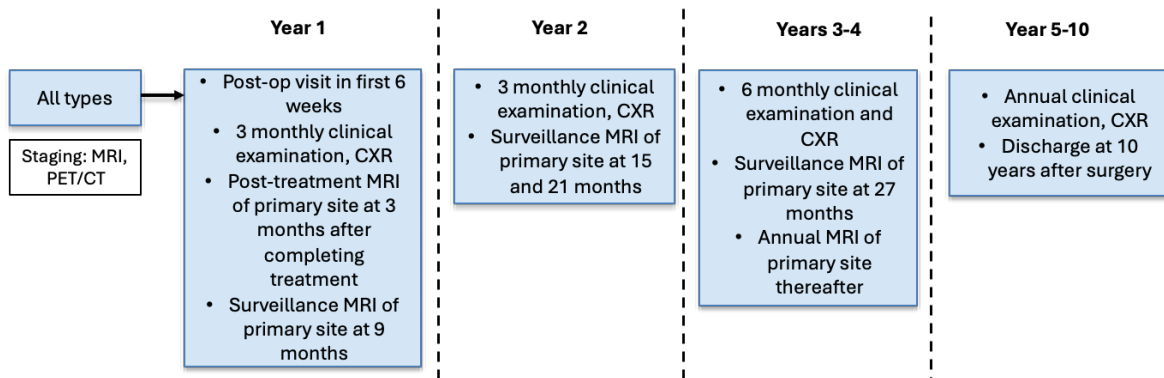 Year 1
Year 2
Years 3-4
Year 5-10
All types
Staging: MRI,
PET/CT
• Post-op visit in first 6
weeks
• 3 monthly clinical
examination, CXR
• Post-treatment MRI
of primary site at 3
months after
completing
treatment
• Surveillance MRI of
primary site at 9
months
• 3 monthly clinical
examination, CXR
• Surveillance MRI of
primary site at 15
and 21 months
• 6 monthly clinical
examination and
CXR
• Surveillance MRI of
primary site at 27
months
• Annual MRI of
primary site
thereafter
• Annual clinical
examination, CXR
• Discharge at 10
years after surgery